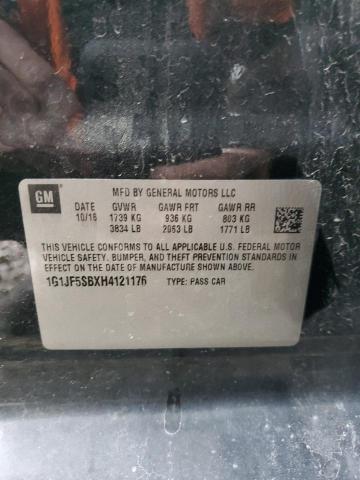 GM
MFD BY GENERAL MOTORS LLC
DATE GVWR GAWR FRT GAWR RR
10/16 1739 KG 936 KG 803 KG
3834 LB 2063 LB 1771 LB
THIS VEHICLE CONFORMS TO ALL APPLICABLE U.S. FEDERAL MOTOR
VEHICLE SAFETY, BUMPER, AND THEFT PREVENTION STANDARDS
IN EFFECT ON THE DATE OF MANUFACTURE SHOWN ABOVE.
1G1JF5SBXH4121176 TYPE: PASS CAR